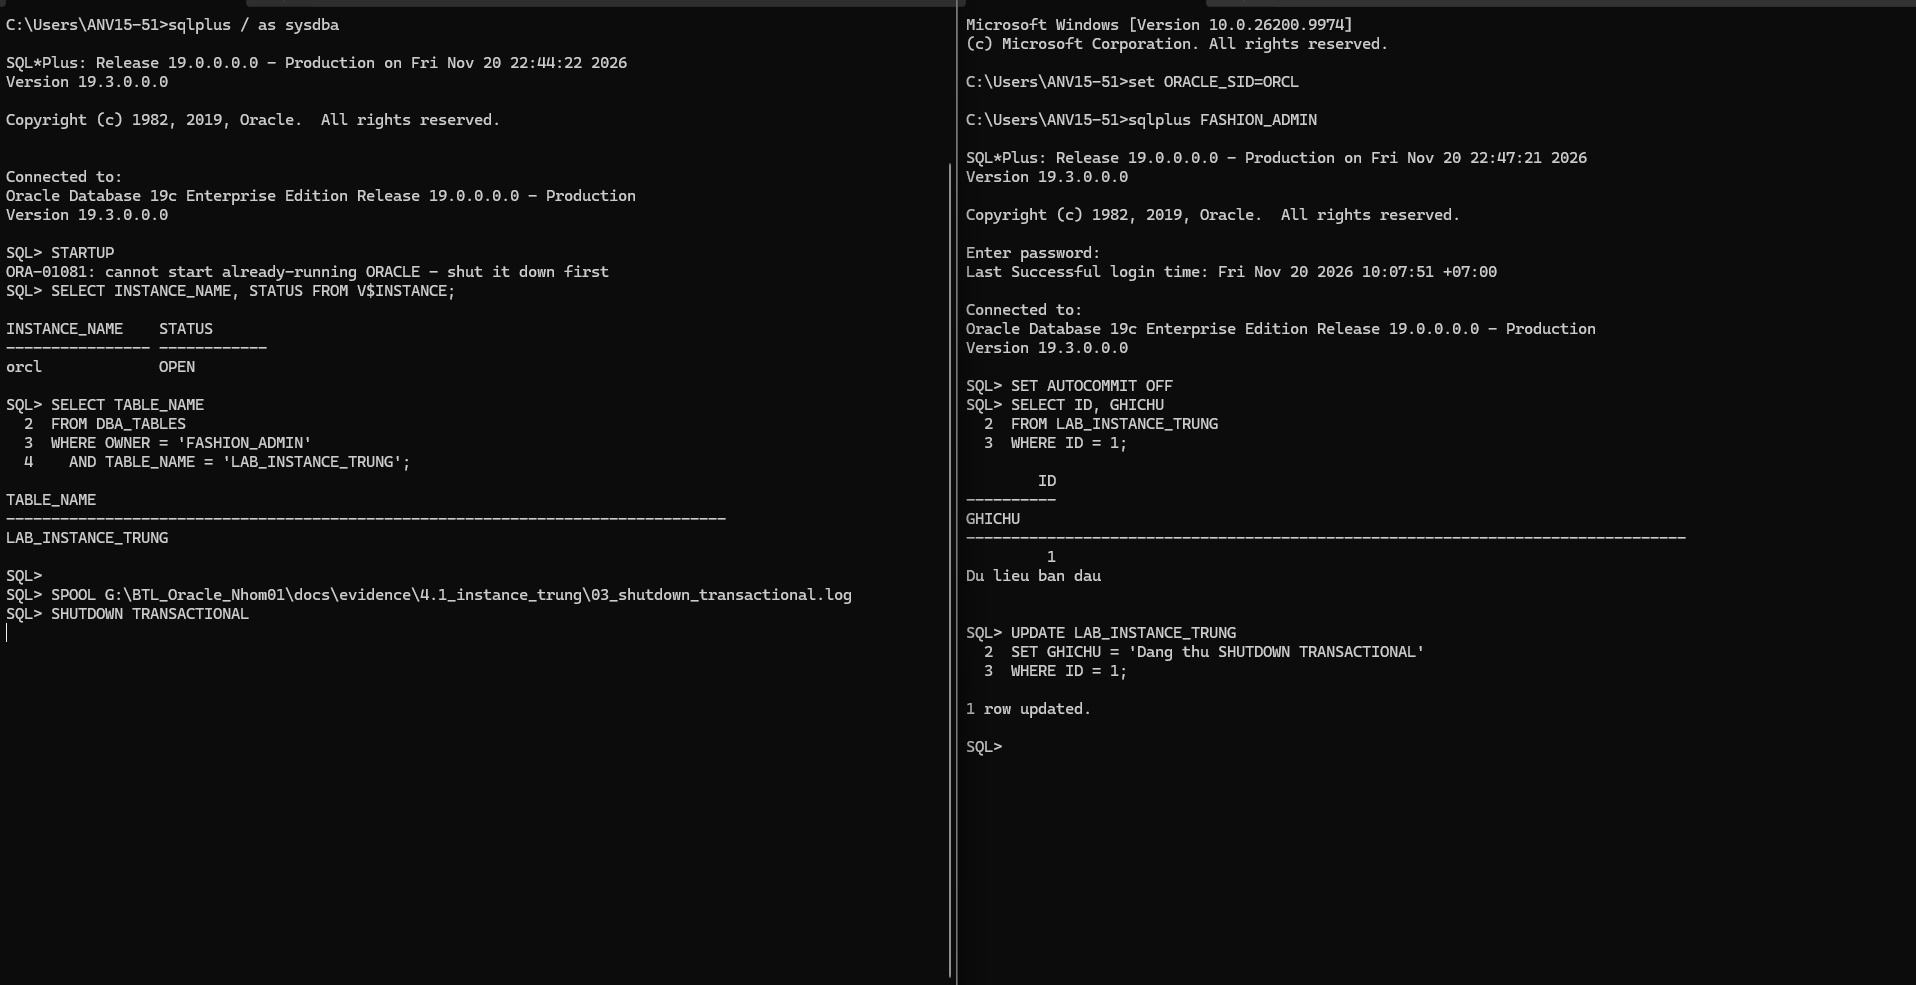 C:\Users\ANV15-51>sqlplus / as sysdba
SQL*Plus: Release 19.0.0.0.0 - Production on Fri Nov 20 22:44:22 2026
Version 19.3.0.0.0
Copyright (c) 1982, 2019, Oracle.  All rights reserved.
Connected to:
Oracle Database 19c Enterprise Edition Release 19.0.0.0.0 - Production
Version 19.3.0.0.0
SQL> STARTUP
ORA-01081: cannot start already-running ORACLE - shut it down first
SQL> SELECT INSTANCE_NAME, STATUS FROM V$INSTANCE;
INSTANCE_NAME    STATUS
---------------- ------------
orcl             OPEN
SQL> SELECT TABLE_NAME
  2  FROM DBA_TABLES
  3  WHERE OWNER = 'FASHION_ADMIN'
  4    AND TABLE_NAME = 'LAB_INSTANCE_TRUNG';
TABLE_NAME
--------------------------------------------------------------------------------
LAB_INSTANCE_TRUNG
SQL>
SQL> SPOOL G:\BTL_Oracle_Nhom01\docs\evidence\4.1_instance_trung\03_shutdown_transactional.log
SQL> SHUTDOWN TRANSACTIONAL
Microsoft Windows [Version 10.0.26200.9974]
(c) Microsoft Corporation. All rights reserved.
C:\Users\ANV15-51>set ORACLE_SID=ORCL
C:\Users\ANV15-51>sqlplus FASHION_ADMIN
SQL*Plus: Release 19.0.0.0.0 - Production on Fri Nov 20 22:47:21 2026
Version 19.3.0.0.0
Copyright (c) 1982, 2019, Oracle.  All rights reserved.
Enter password:
Last Successful login time: Fri Nov 20 2026 10:07:51 +07:00
Connected to:
Oracle Database 19c Enterprise Edition Release 19.0.0.0.0 - Production
Version 19.3.0.0.0
SQL> SET AUTOCOMMIT OFF
SQL> SELECT ID, GHICHU
  2  FROM LAB_INSTANCE_TRUNG
  3  WHERE ID = 1;
        ID
----------
GHICHU
--------------------------------------------------------------------------------
         1
Du lieu ban dau
SQL> UPDATE LAB_INSTANCE_TRUNG
  2  SET GHICHU = 'Dang thu SHUTDOWN TRANSACTIONAL'
  3  WHERE ID = 1;
1 row updated.
SQL>